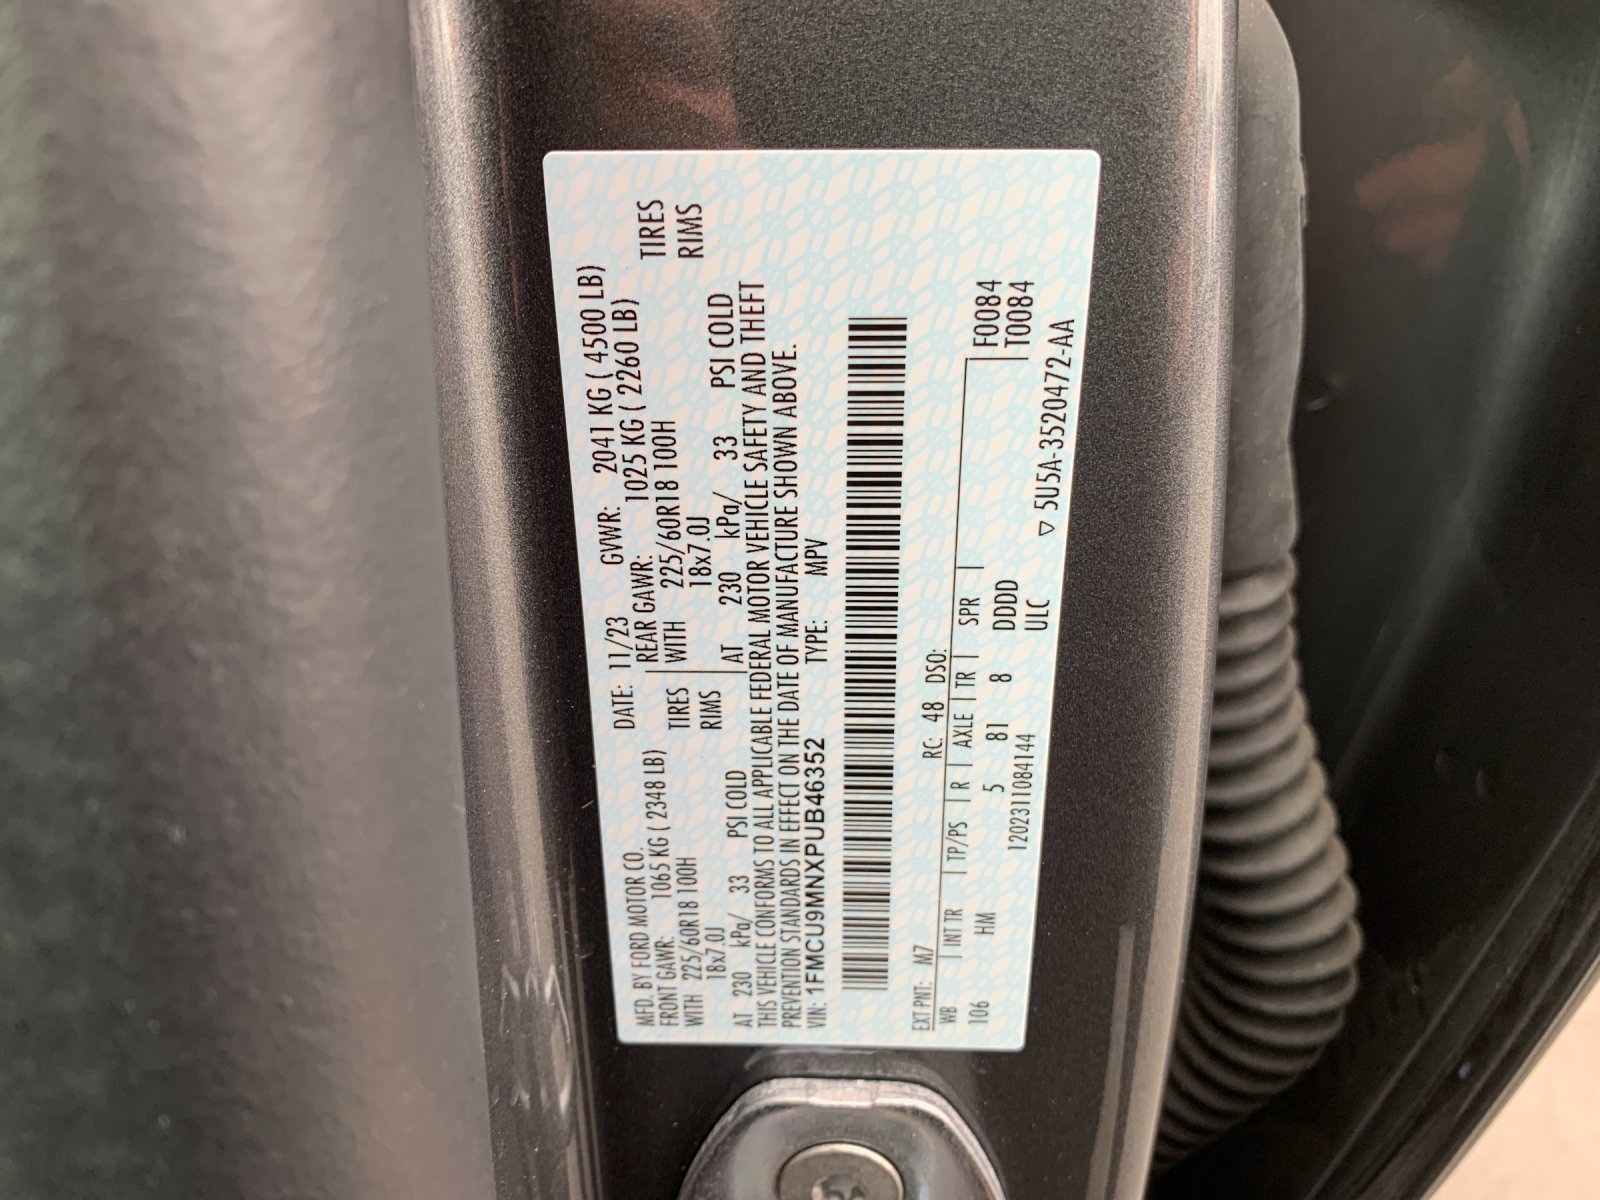 MFD. BY FORD MOTOR CO. DATE: 11/23 GVWR: 2041 KG ( 4500 LB)
FRONT GAWR: 1065 KG ( 2348 LB) REAR GAWR: 1025 KG ( 2260 LB)
WITH 225/60R18 100H TIRES WITH 225/60R18 100H TIRES
18x7.0J RIMS 18x7.0J RIMS
AT 230 kPa/ 33 PSI COLD AT 230 kPa/ 33 PSI COLD
THIS VEHICLE CONFORMS TO ALL APPLICABLE FEDERAL MOTOR VEHICLE SAFETY AND THEFT
PREVENTION STANDARDS IN EFFECT ON THE DATE OF MANUFACTURE SHOWN ABOVE.
VIN: 1FMCU9MNXPUB46352 TYPE: MPV
EXT PNT: M7 RC: 48 DSO:
WB | INT TR | TP/PS | R | AXLE | TR | SPR | F0084
106 HM 5 81 8 DDDD T0084
1202311084144 ULC
▽ 5U5A-3520472-AA